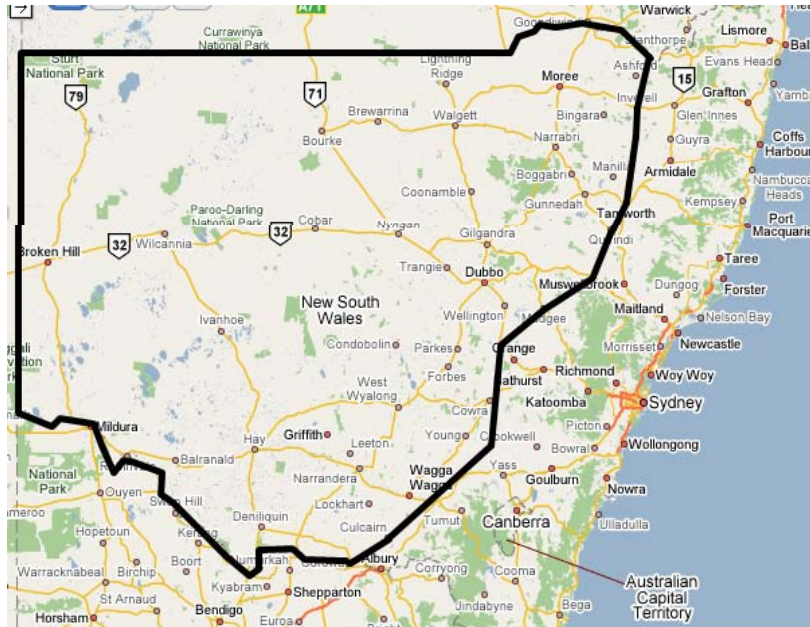 A71
Currawinya
National Park
Goondiwindi
Warwick
Stanthorpe
Lismore
Sturt
National Park
Lightning
Ridge
Ashford
Evans Head
79
71
Moree
15
Brewarrina
Walgett
Inverell
Grafton
Bingara
Glen Innes
Bourke
Narrabri
Coffs
Harbour
Guyra
Boggabri
Manilla
Armidale
Nambucca
Heads
Coonamble
Gunnedah
Kempsey
Paroo-Darling
National Park
Cobar
Tamworth
Port
Macquarie
32
Wilcannia
32
Nyngan
Gilgandra
Quirindi
Broken Hill
Trangie
Dubbo
Taree
Muswellbrook
Dungog
Forster
New South
Wales
Wellington
Mudgee
Maitland
Nelson Bay
Ivanhoe
Newcastle
Condobolin
Parkes
Orange
Morrisset
Forbes
Bathurst
Richmond
Woy Woy
West
Wyalong
Katoomba
Sydney
Cowra
Mildura
Griffith
Young
Crookwell
Picton
Hay
Leeton
Bowral
Wollongong
Balranald
National
Park
Narrandera
Wagga
Wagga
Yass
Goulburn
Ouyen
Nowra
Swan Hill
Lockhart
Tumut
Canberra
Ulladulla
Hopetoun
Deniliquin
Culcairn
Kerang
Albury
Warracknabeal
Birchip
Boort
Corryong
Cooma
Australian
Capital
Territory
Kyabram
Shepparton
St Arnaud
Jindabyne
Bega
Horsham
Bendigo
Euroa